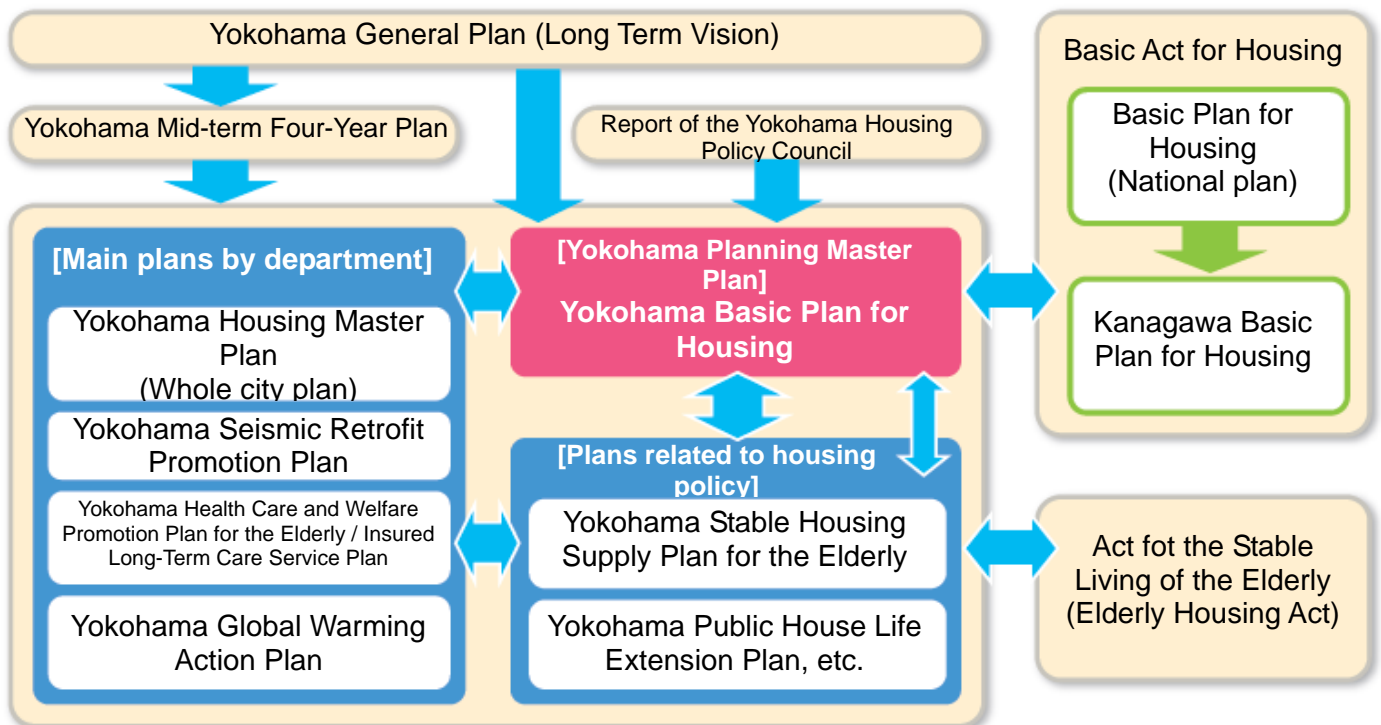 Yokohama General Plan (Long Term Vision)
Yokohama Mid-term Four-Year Plan
Report of the Yokohama Housing
Policy Council
[Main plans by department]
Yokohama Housing Master
Plan
(Whole city plan)
Yokohama Seismic Retrofit
Promotion Plan
Yokohama Health Care and Welfare
Promotion Plan for the Elderly / Insured
Long-Term Care Service Plan
Yokohama Global Warming
Action Plan
[Yokohama Planning Master
Plan]
Yokohama Basic Plan for
Housing
[Plans related to housing
policy]
Yokohama Stable Housing
Supply Plan for the Elderly
Yokohama Public House Life
Extension Plan, etc.
Basic Act for Housing
Basic Plan for
Housing
(National plan)
Kanagawa Basic
Plan for Housing
Act fot the Stable
Living of the Elderly
(Elderly Housing Act)